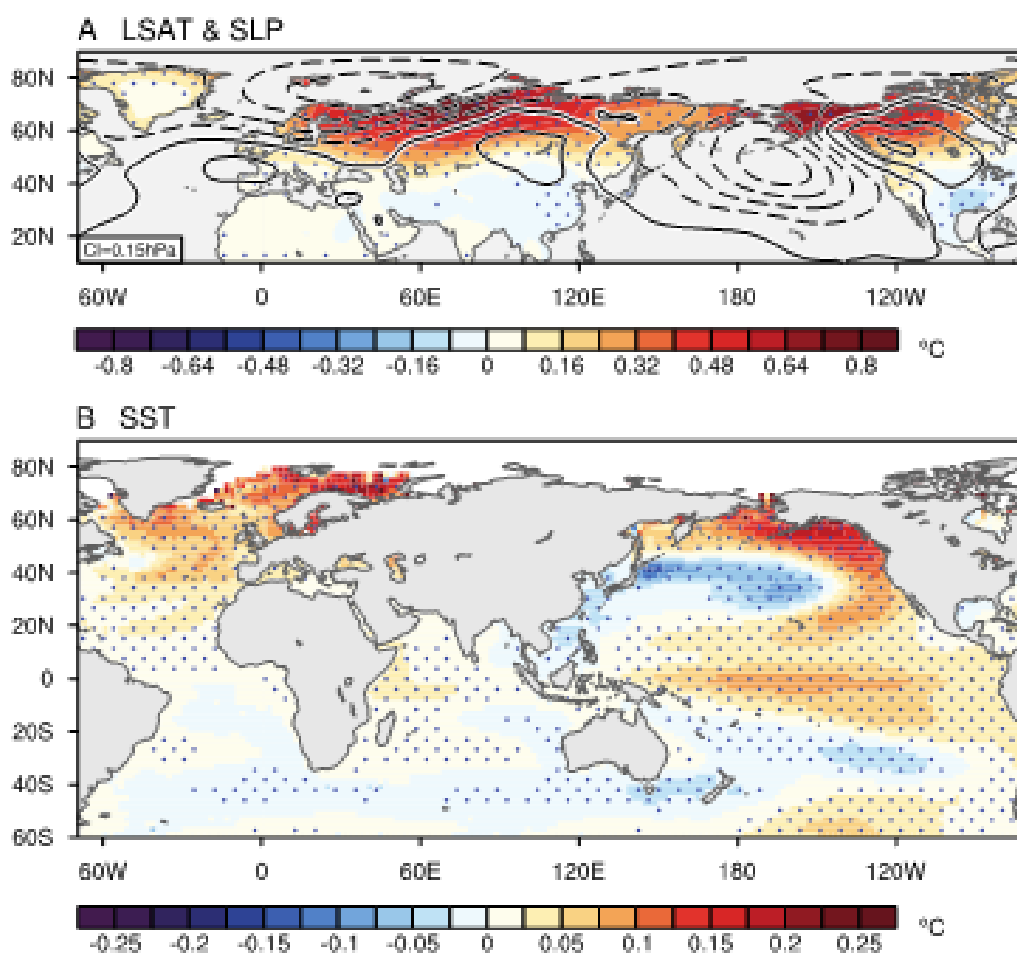 A LSAT & SLP
80N
60N
40N
20N
CI=0.15hPa
60W 0 60E 120E 180 120W
-0.8 -0.64 -0.48 -0.32 -0.16 0 0.16 0.32 0.48 0.64 0.8 °C
B SST
80N
60N
40N
20N
0
20S
40S
60S
60W 0 60E 120E 180 120W
-0.25 -0.2 -0.15 -0.1 -0.05 0 0.05 0.1 0.15 0.2 0.25 °C